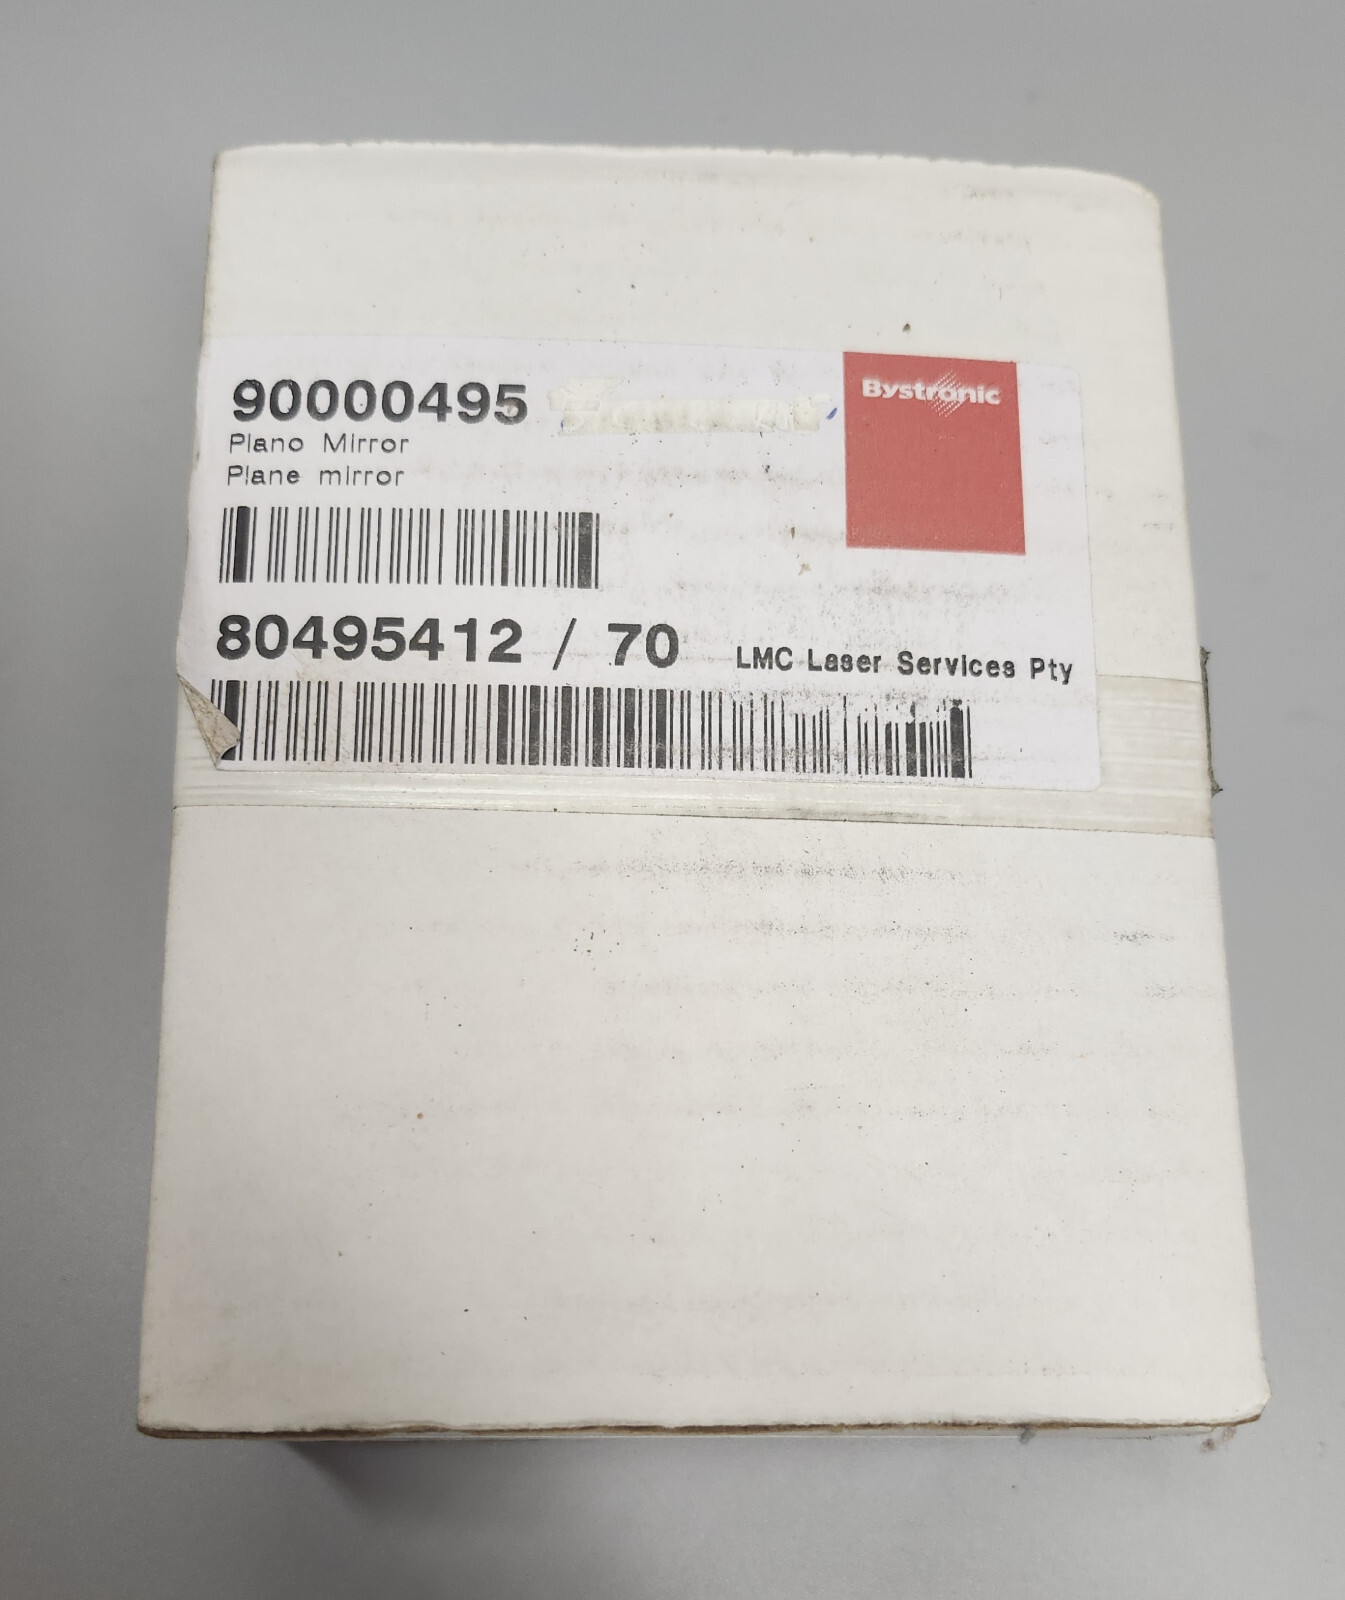 90000495
Plano Mirror
Plane mirror
Bystronic
80495412 / 70 LMC Laser Services Pty